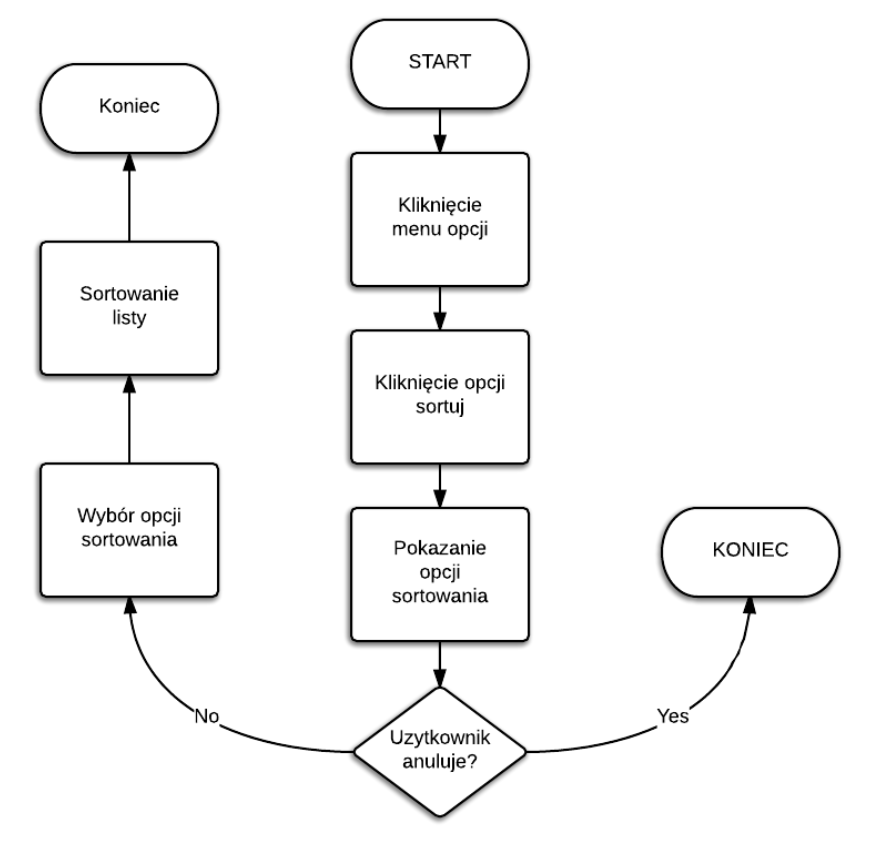 START
Kliknięcie
menu opcji
Kliknięcie opcji
sortuj
Pokazanie
opcji
sortowania
Uzytkownik
anuluje?
No
Wybór opcji
sortowania
Sortowanie
listy
Koniec
Yes
KONIEC